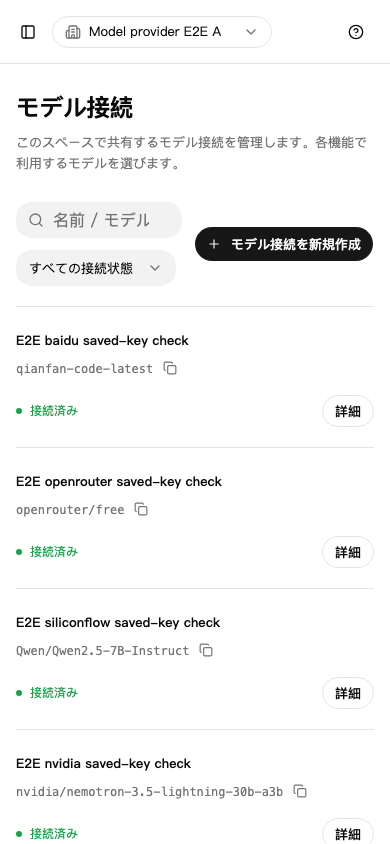 Model provider E2E A
モデル接続
このスペースで共有するモデル接続を管理します。各機能で
利用するモデルを選びます。
名前 / モデル
モデル接続を新規作成
すべての接続状態
E2E baidu saved-key check
qianfan-code-latest
接続済み
詳細
E2E openrouter saved-key check
openrouter/free
接続済み
詳細
E2E siliconflow saved-key check
Qwen/Qwen2.5-7B-Instruct
接続済み
詳細
E2E nvidia saved-key check
nvidia/nemotron-3.5-lightning-30b-a3b
接続済み
詳細